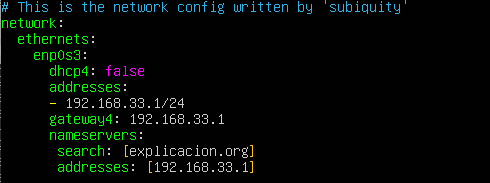 # This is the network config written by 'subiquity'
network:
  ethernets:
    enp0s3:
      dhcp4: false
      addresses:
      - 192.168.33.1/24
      gateway4: 192.168.33.1
      nameservers:
       search: [explicacion.org]
       addresses: [192.168.33.1]